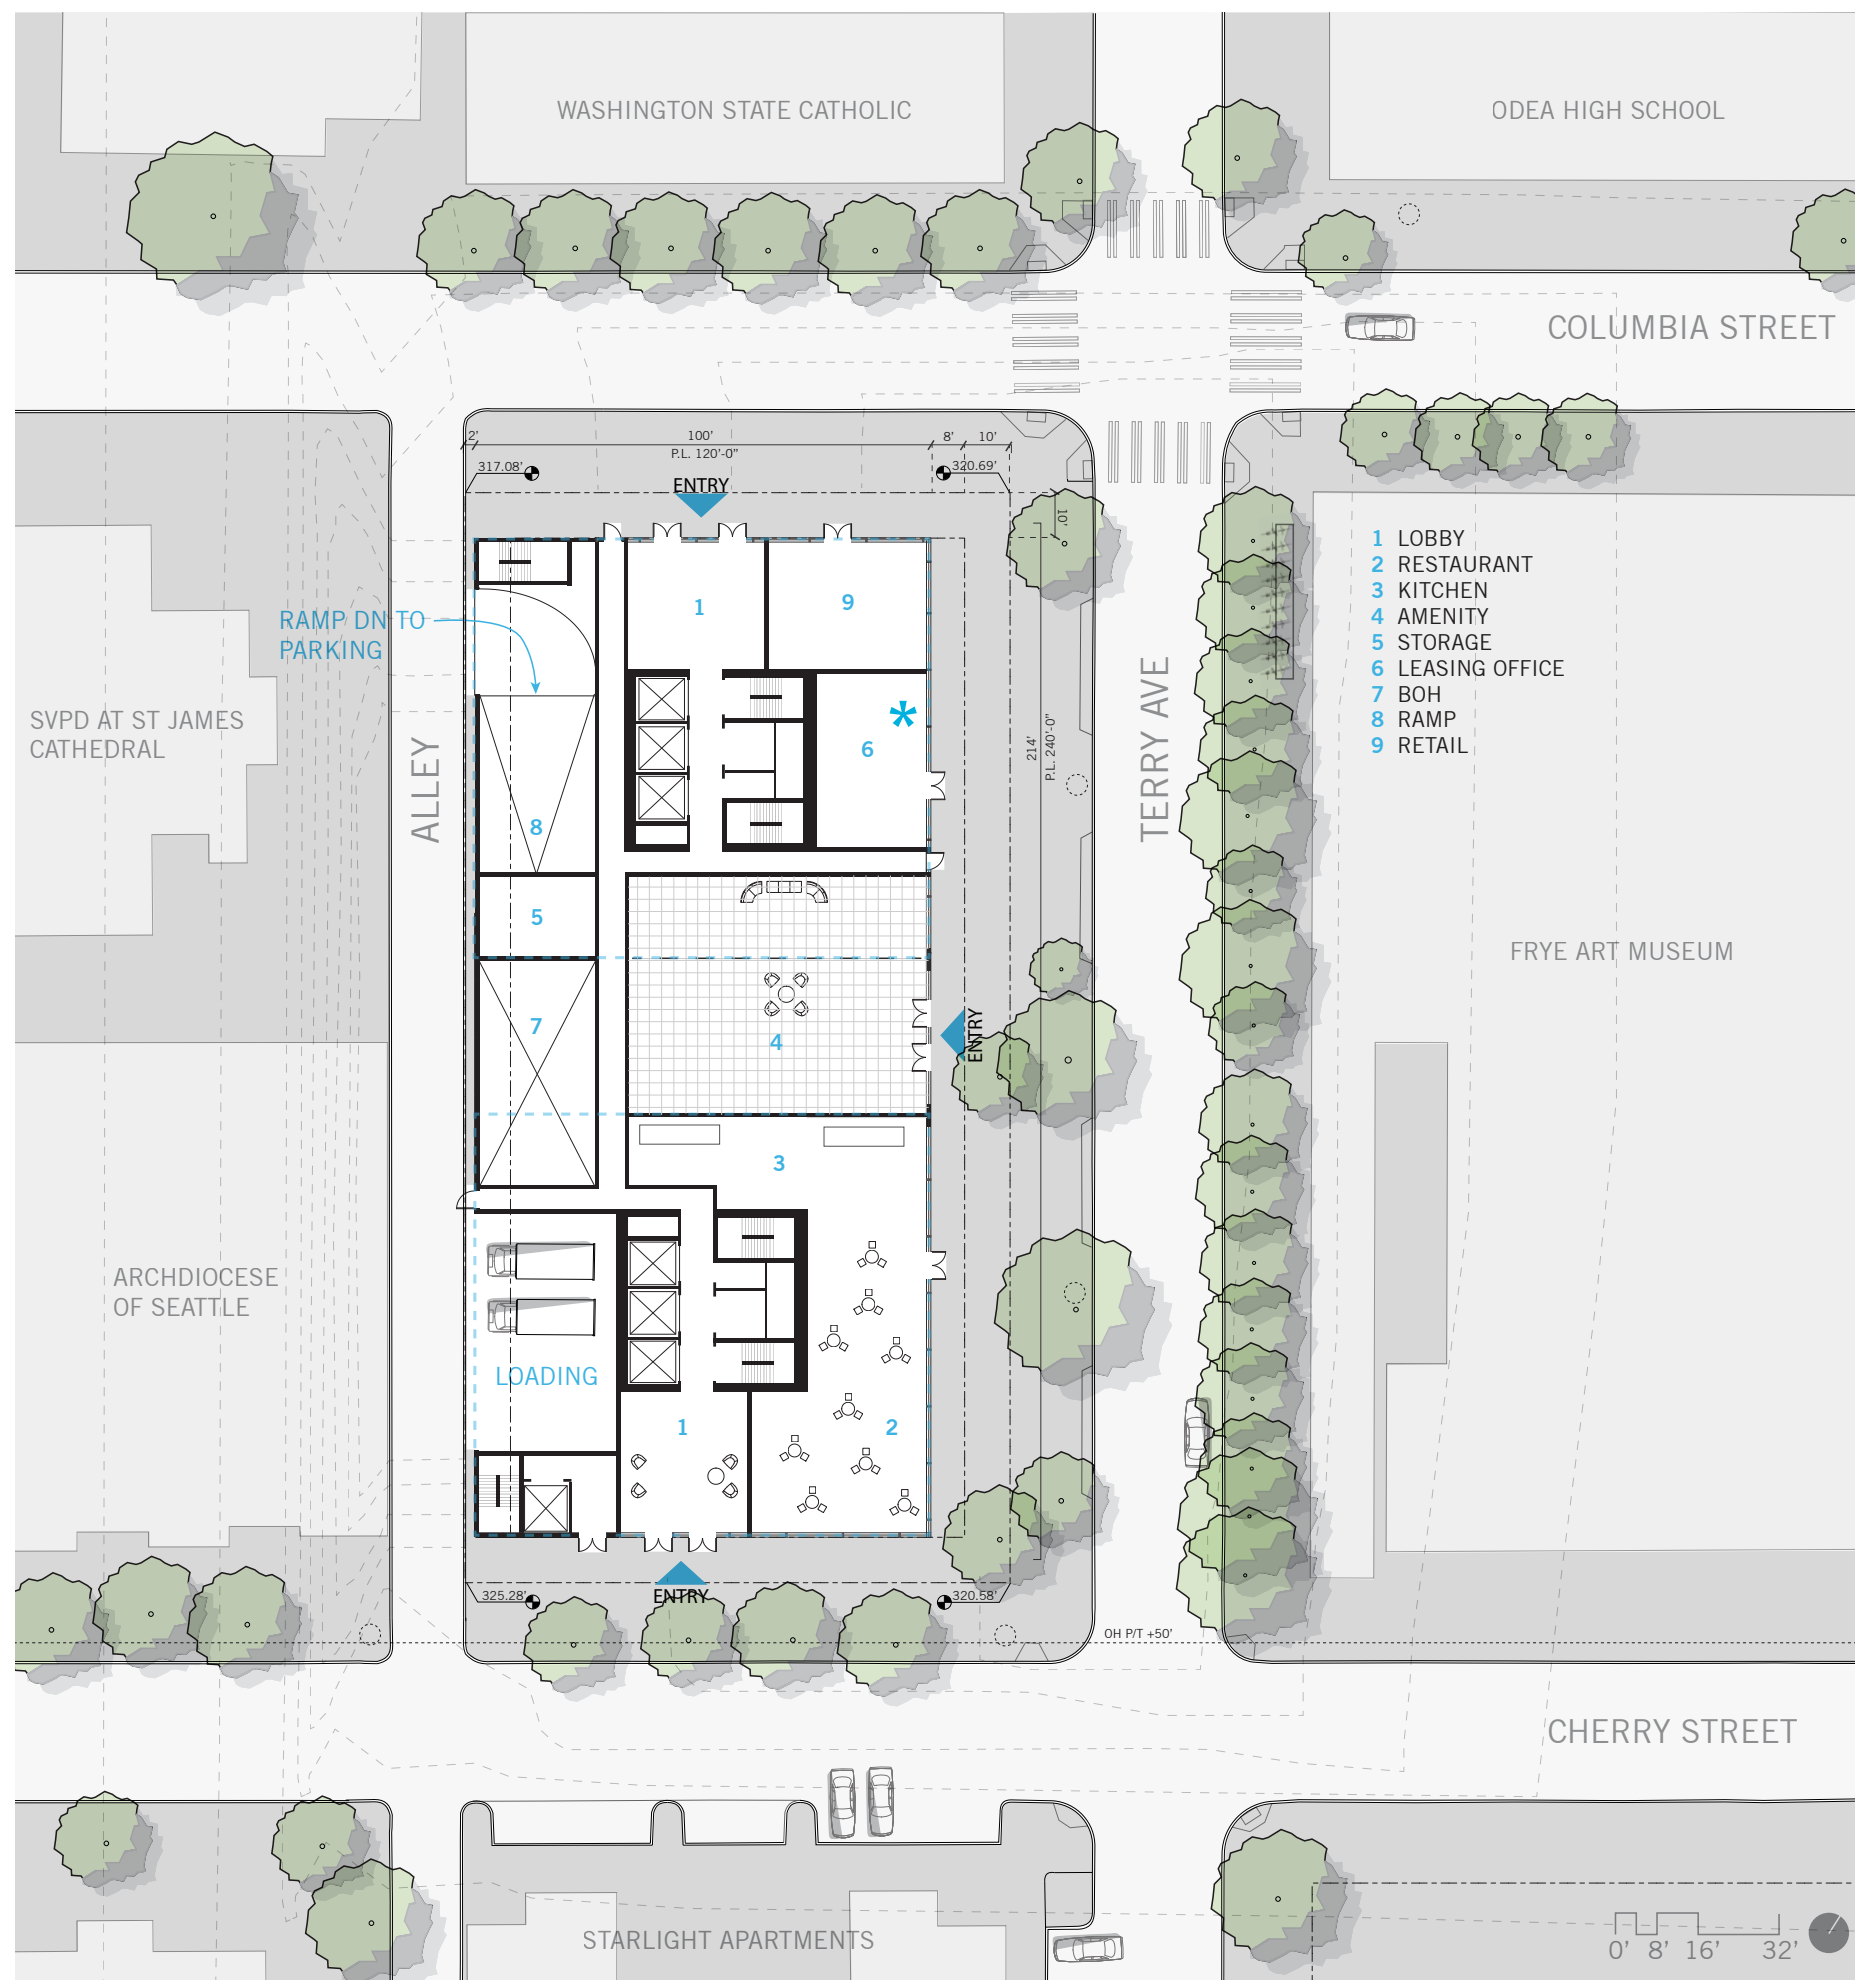 WASHINGTON STATE CATHOLIC
ODEA HIGH SCHOOL
COLUMBIA STREET
2'
100'
8'
10'
P.L. 120'-0"
317.08'
320.69'
ENTRY
10'
1 LOBBY
2 RESTAURANT
3 KITCHEN
4 AMENITY
5 STORAGE
6 LEASING OFFICE
7 BOH
8 RAMP
9 RETAIL
1
9
RAMP DN TO
PARKING
SVPD AT ST JAMES
CATHEDRAL
ALLEY
*
6
214'
P.L. 240'-0"
TERRY AVE
8
5
FRYE ART MUSEUM
7
4
ENTRY
3
ARCHDIOCESE
OF SEATTLE
LOADING
1
2
325.28'
ENTRY
320.58'
OH P/T +50'
CHERRY STREET
STARLIGHT APARTMENTS
0' 8' 16' 32'